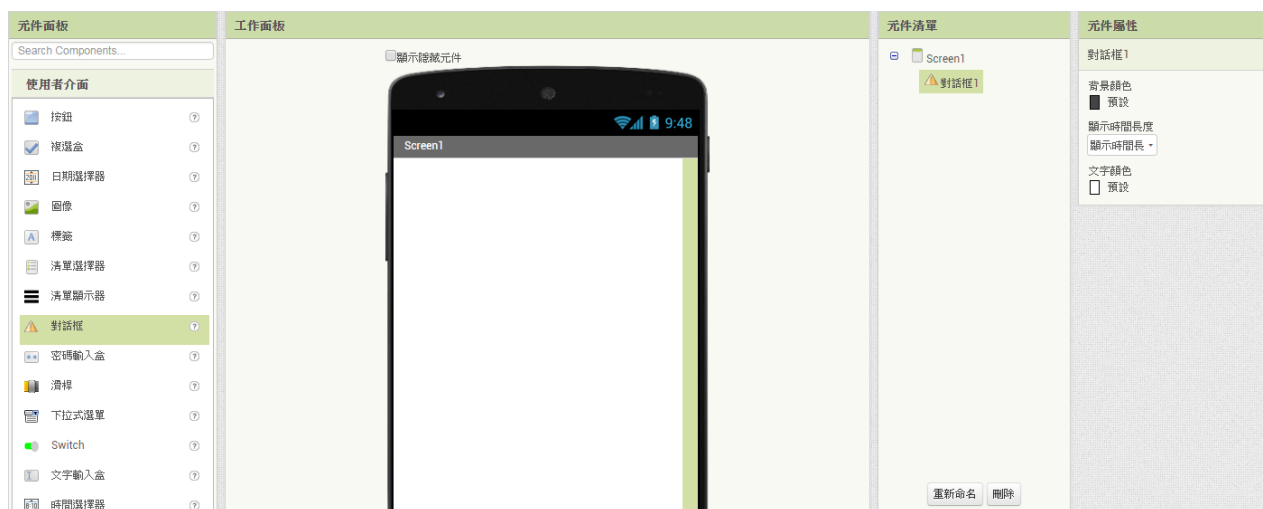 元件面板
Search Components...
使用者介面
按鈕
複選盒
日期選擇器
圖像
標籤
清單選擇器
清單顯示器
對話框
密碼輸入盒
滑桿
下拉式選單
Switch
文字輸入盒
時間選擇器
工作面板
顯示隱藏元件
9:48
Screen1
元件清單
Screen1
對話框1
重新命名 刪除
元件屬性
對話框1
背景顏色
預設
顯示時間長度
顯示時間長
文字顏色
預設